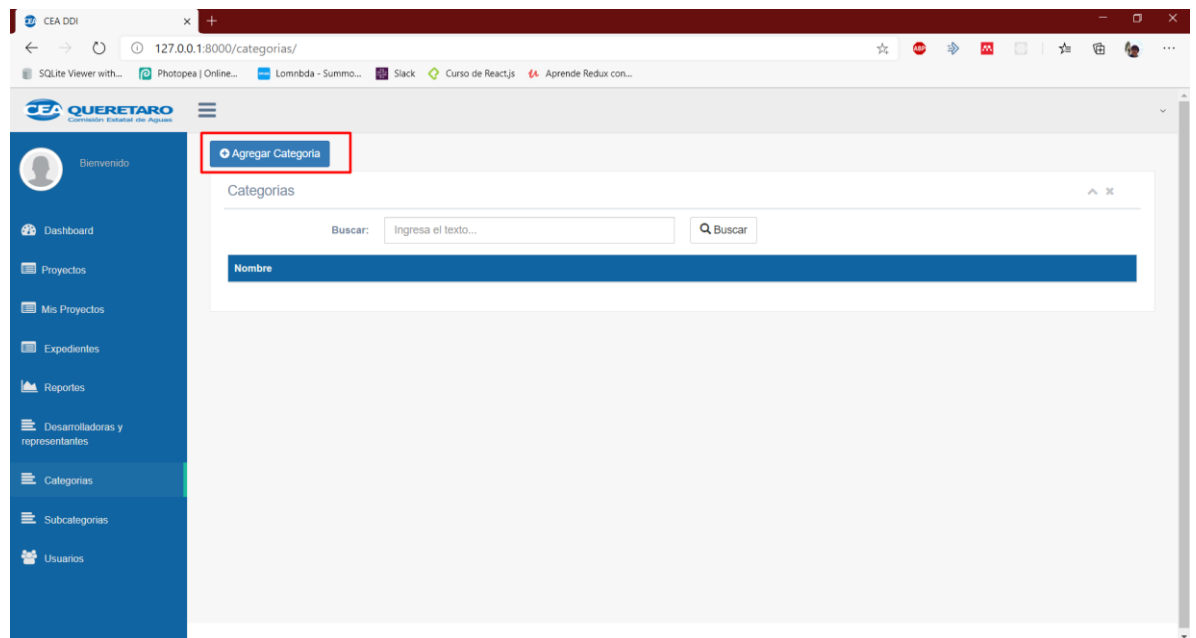 CEA DDI
127.0.0.1:8000/categorias/
ABP
SQLite Viewer with...
Photopea | Online...
Lomnbda - Summo...
Slack
Curso de React.js
Aprende Redux con...
CEA QUERETARO
Comisión Estatal de Aguas
Bienvenido
Dashboard
Proyectos
Mis Proyectos
Expedientes
Reportes
Desarrolladoras y
representantes
Categorias
Subcategorias
Usuarios
Agregar Categoria
Categorias
Buscar:
Ingresa el texto...
Buscar
Nombre